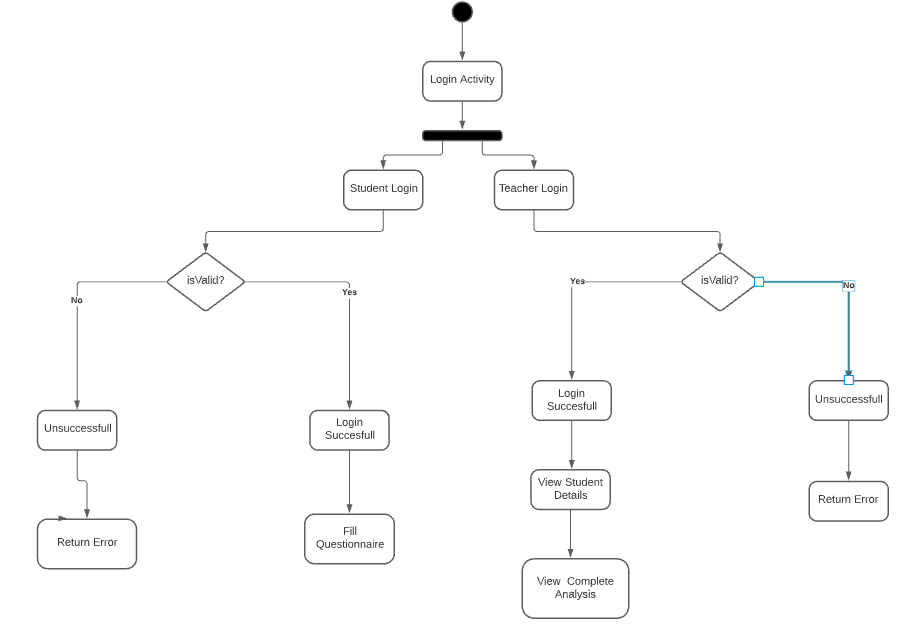 Login Activity
Student Login
Teacher Login
isValid?
isValid?
No
Yes
Yes
No
Unsuccessfull
Login
Succesfull
Login
Succesfull
Unsuccessfull
Return Error
Fill
Questionnaire
View Student
Details
Return Error
View Complete
Analysis